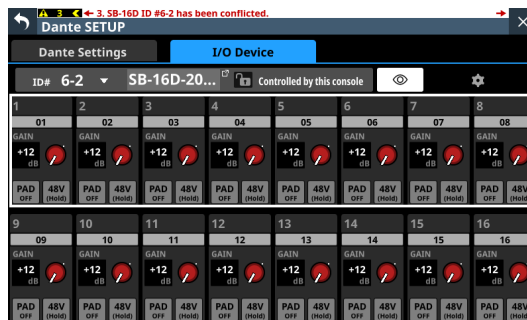 3 3. SB-16D ID #6-2 has been conflicted.
Dante SETUP
Dante Settings I/O Device
ID# 6-2 SB-16D-20... Controlled by this console
1 2 3 4 5 6 7 8
01 02 03 04 05 06 07 08
GAIN GAIN GAIN GAIN GAIN GAIN GAIN GAIN
+12 +12 +12 +12 +12 +12 +12 +12
dB dB dB dB dB dB dB dB
PAD 48V PAD 48V PAD 48V PAD 48V PAD 48V PAD 48V PAD 48V PAD 48V
OFF (Hold) OFF (Hold) OFF (Hold) OFF (Hold) OFF (Hold) OFF (Hold) OFF (Hold) OFF (Hold)
9 10 11 12 13 14 15 16
09 10 11 12 13 14 15 16
GAIN GAIN GAIN GAIN GAIN GAIN GAIN GAIN
+12 +12 +12 +12 +12 +12 +12 +12
dB dB dB dB dB dB dB dB
PAD 48V PAD 48V PAD 48V PAD 48V PAD 48V PAD 48V PAD 48V PAD 48V
OFF (Hold) OFF (Hold) OFF (Hold) OFF (Hold) OFF (Hold) OFF (Hold) OFF (Hold) OFF (Hold)